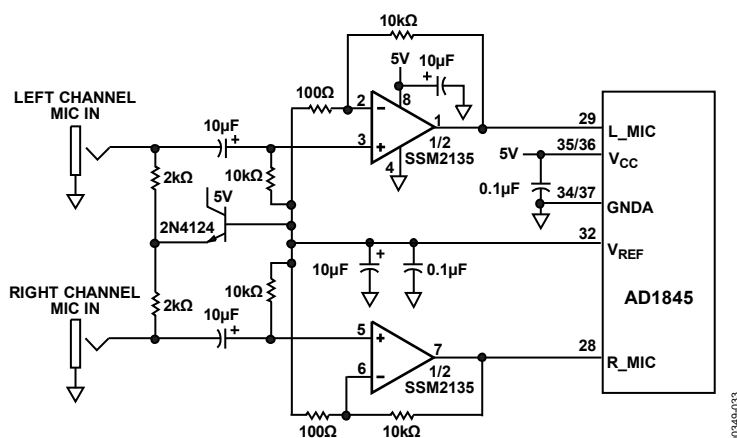 10kΩ
5V
10µF
+
100Ω
LEFT CHANNEL
MIC IN
2
8
10µF
+
1
29
L_MIC
3
1/2
SSM2135
4
35/36
5V
VCC
2kΩ
10kΩ
5V
0.1µF
34/37
GNDA
2N4124
32
VREF
10µF
+
0.1µF
AD1845
RIGHT CHANNEL
MIC IN
2kΩ
10kΩ
10µF
+
5
7
28
R_MIC
6
1/2
SSM2135
100Ω
10kΩ